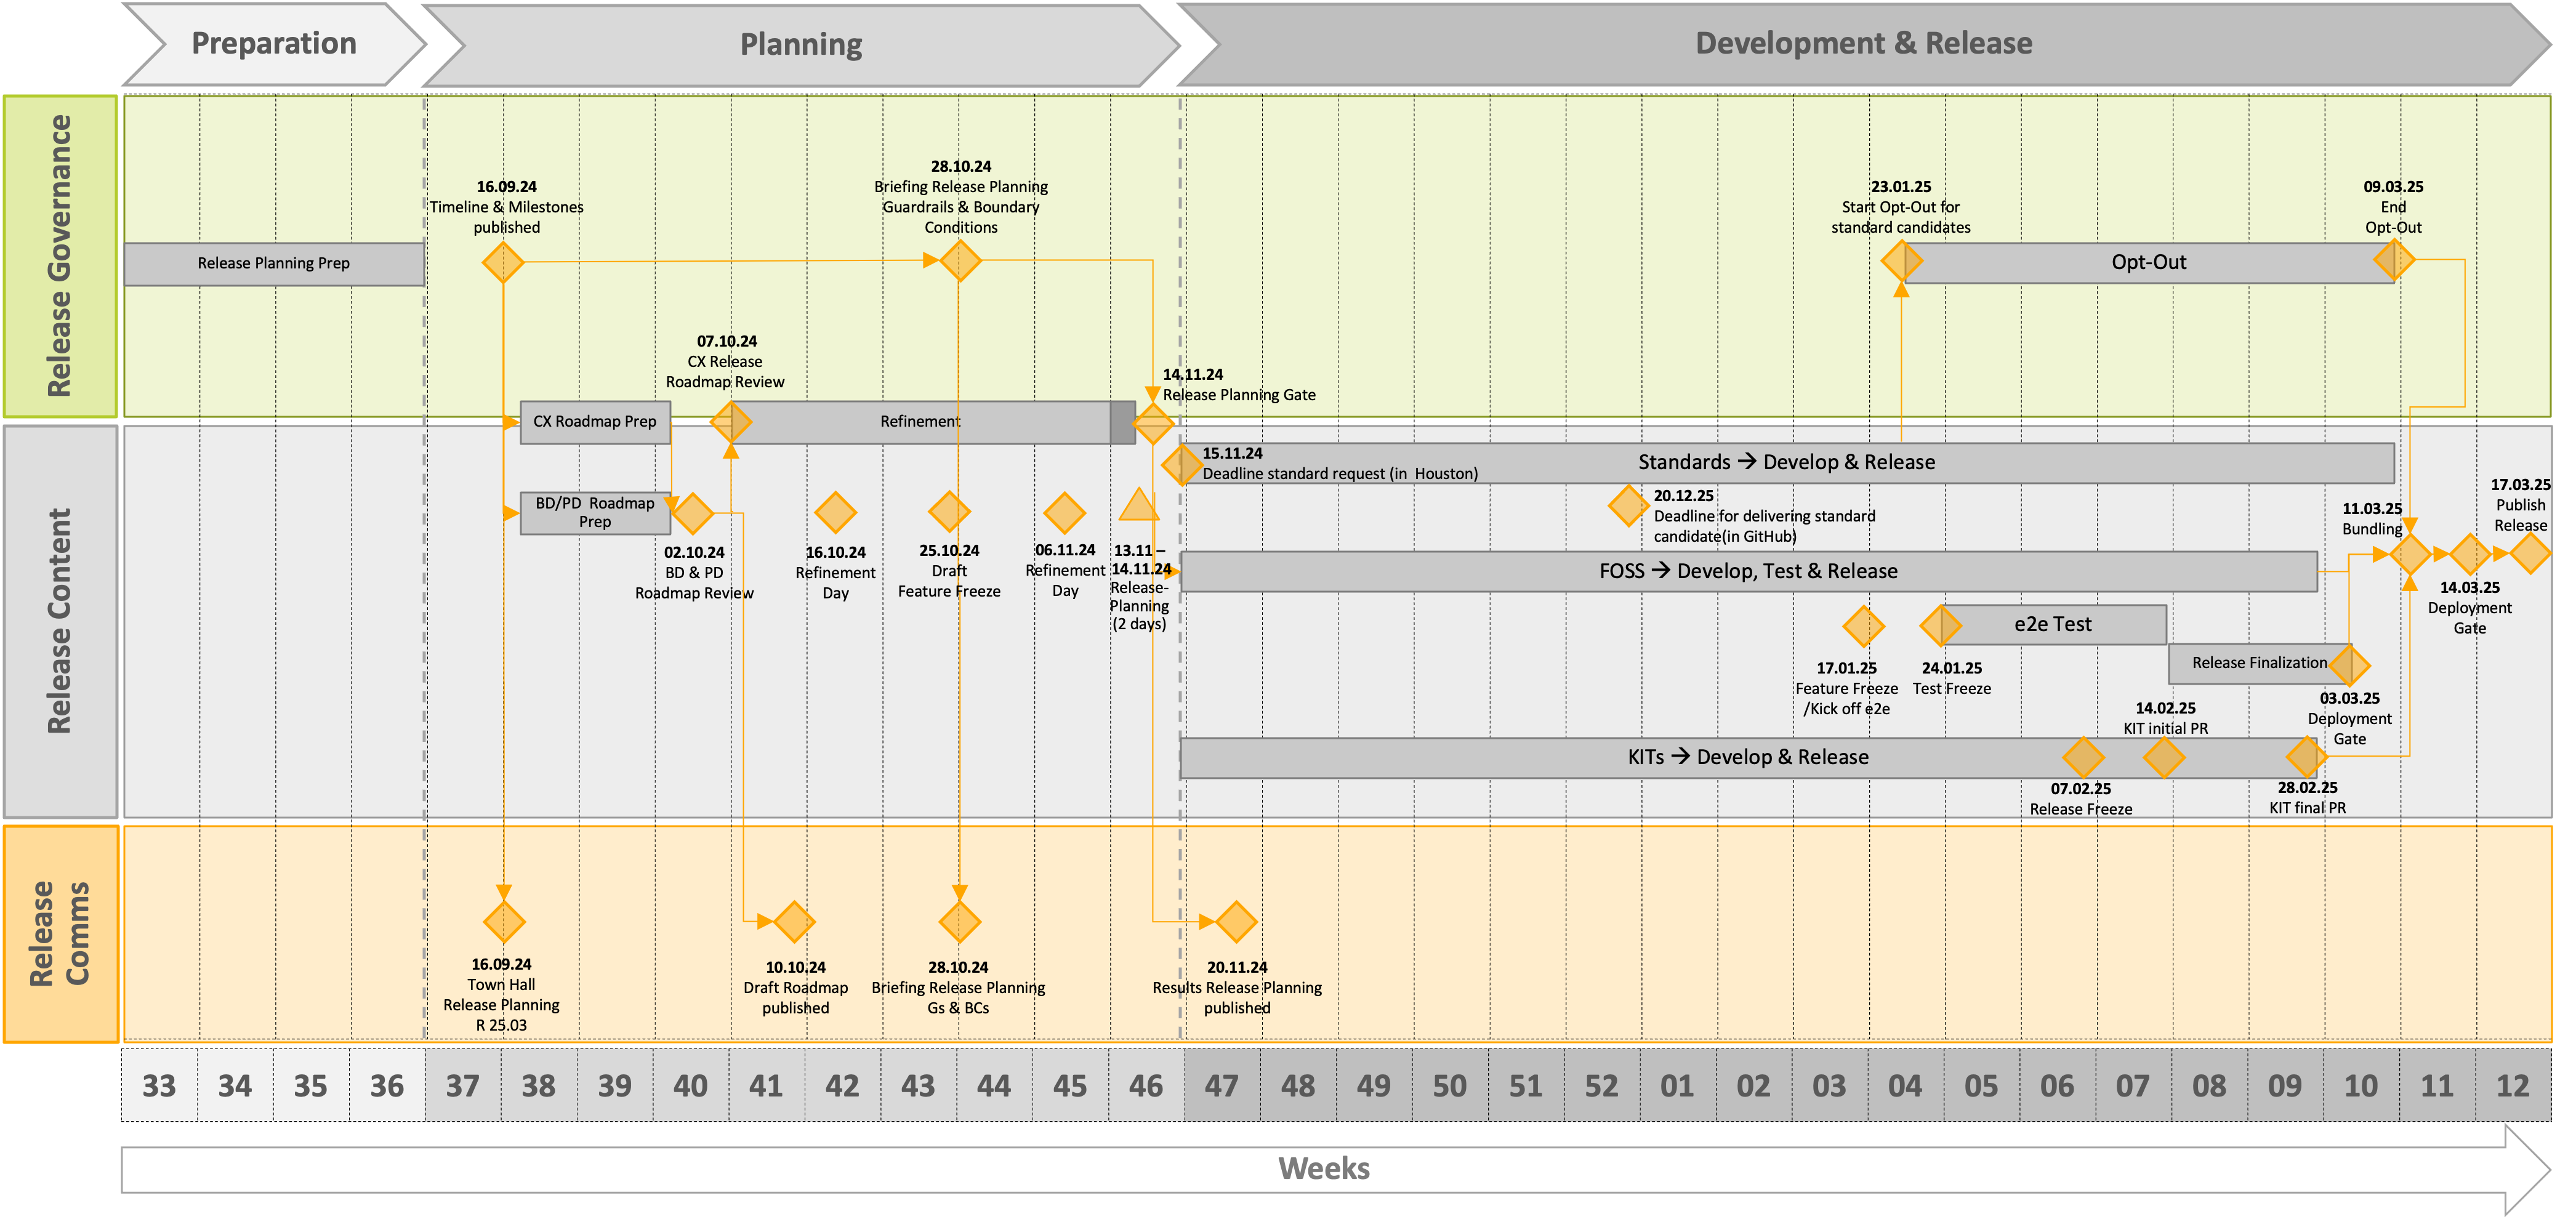 Preparation
Planning
Development & Release
Release Governance
28.10.24
Briefing Release Planning
Guardrails & Boundary
Conditions
16.09.24
Timeline & Milestones
published
23.01.25
Start Opt-Out for
standard candidates
09.03.25
End
Opt-Out
Release Planning Prep
Opt-Out
07.10.24
CX Release
Roadmap Review
14.11.24
Release Planning Gate
CX Roadmap Prep
Refinement
Release Content
15.11.24
Deadline standard request (in  Houston)
Standards → Develop & Release
BD/PD  Roadmap
Prep
20.12.25
Deadline for delivering standard
candidate(in GitHub)
17.03.25
Publish
Release
11.03.25
Bundling
02.10.24
BD & PD
Roadmap Review
16.10.24
Refinement
Day
25.10.24
Draft
Feature Freeze
06.11.24
Refinement
Day
13.11 –
14.11.24
Release-
Planning
(2 days)
FOSS → Develop, Test & Release
14.03.25
Deployment
Gate
e2e Test
Release Finalization
17.01.25
Feature Freeze
/Kick off e2e
24.01.25
Test Freeze
03.03.25
Deployment
Gate
14.02.25
KIT initial PR
KITs → Develop & Release
07.02.25
Release Freeze
28.02.25
KIT final PR
Release
Comms
16.09.24
Town Hall
Release Planning
R 25.03
10.10.24
Draft Roadmap
published
28.10.24
Briefing Release Planning
Gs & BCs
20.11.24
Results Release Planning
published
33 34 35 36 37 38 39 40 41 42 43 44 45 46 47 48 49 50 51 52 01 02 03 04 05 06 07 08 09 10 11 12
Weeks